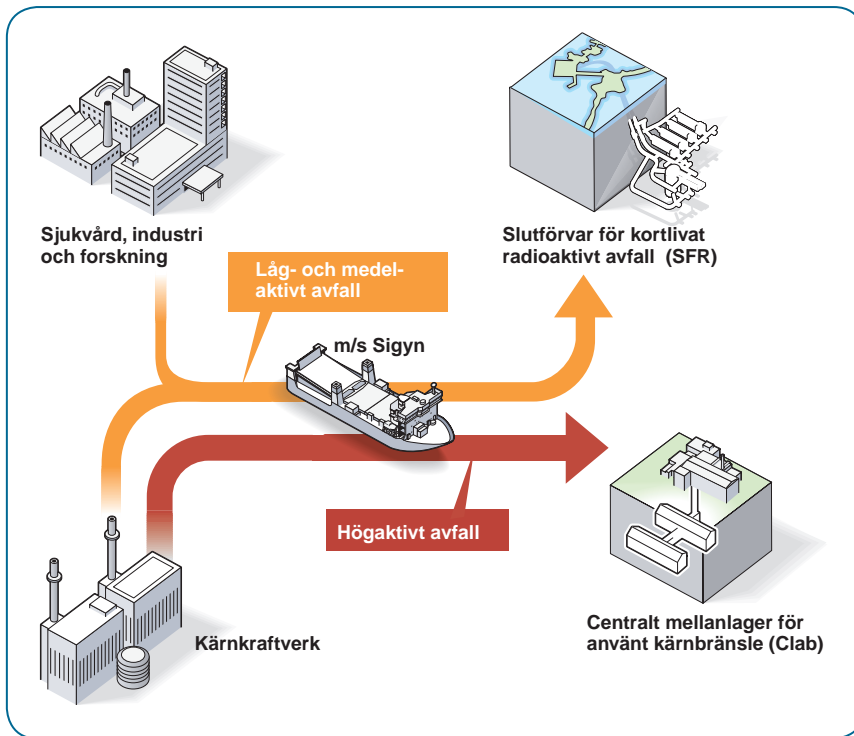 Sjukvård, industri
och forskning
Slutförvar för kortlivat
radioaktivt avfall (SFR)
Låg- och medel-
aktivt avfall
m/s Sigyn
Högaktivt avfall
Kärnkraftverk
Centralt mellanlager för
använt kärnbränsle (Clab)